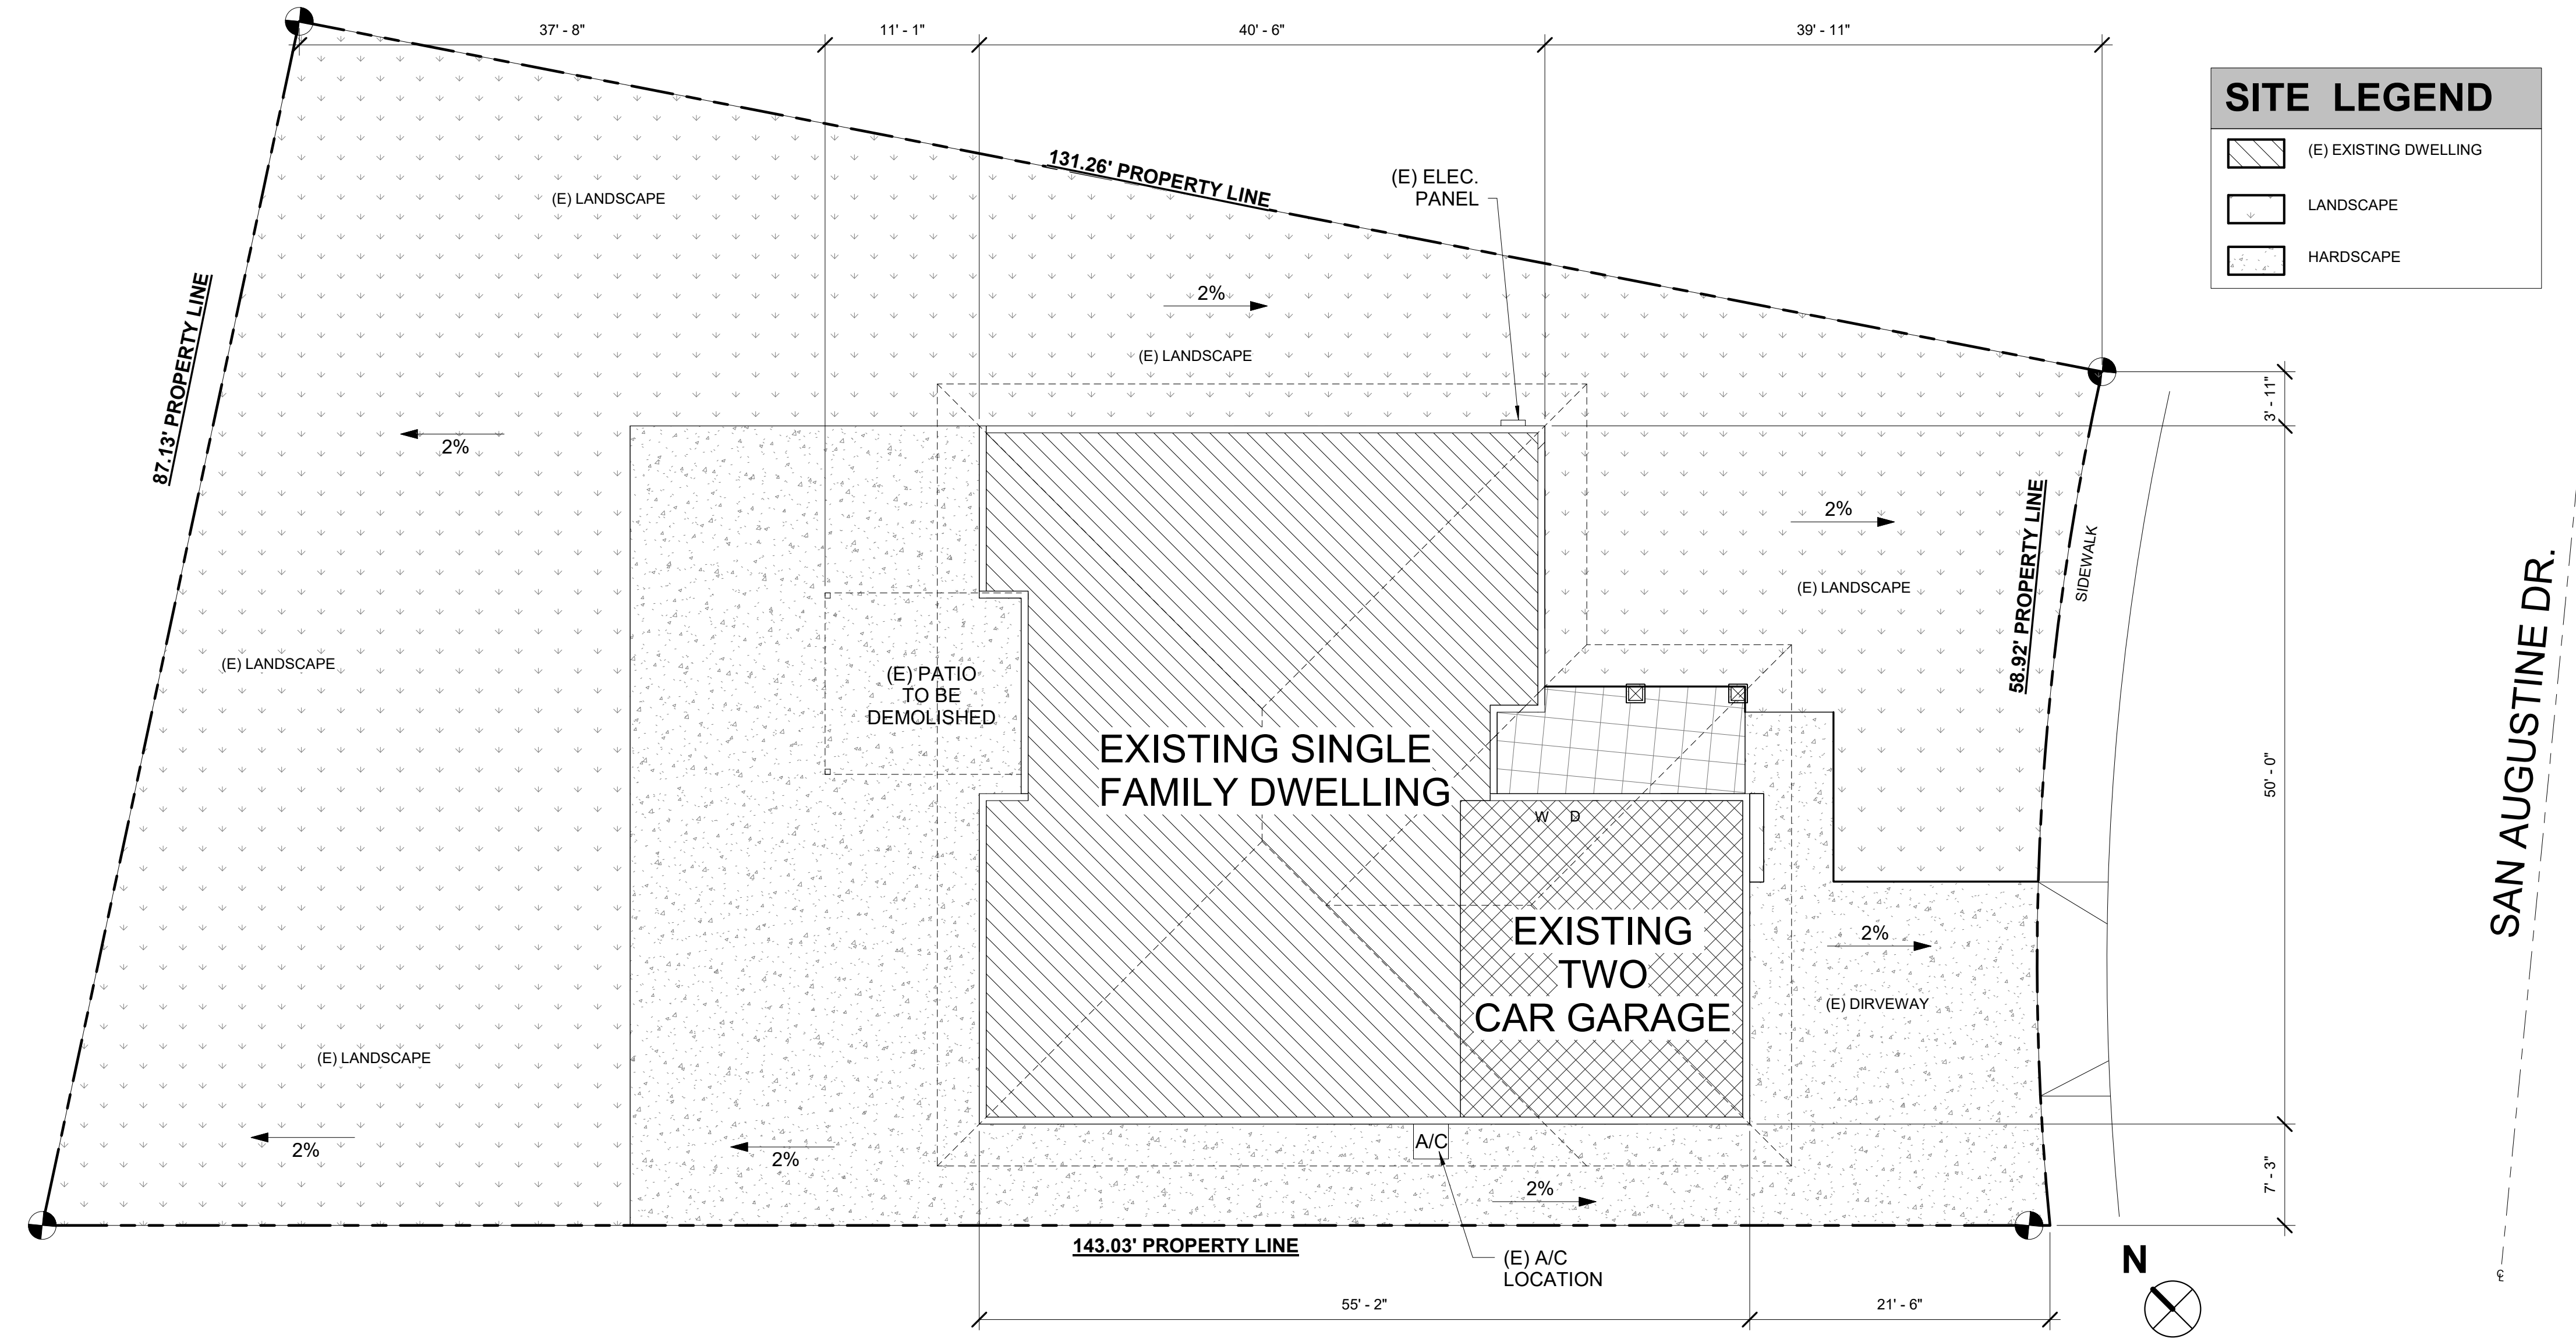 37' - 8"
11' - 1"
40' - 6"
39' - 11"
SITE LEGEND
(E) EXISTING DWELLING
LANDSCAPE
HARDSCAPE
131.26' PROPERTY LINE
(E) ELEC.
PANEL
(E) LANDSCAPE
2%
(E) LANDSCAPE
87.13' PROPERTY LINE
2%
3' - 11"
2%
(E) LANDSCAPE
58.92' PROPERTY LINE
SIDEWALK
SAN AUGUSTINE DR.
(E) LANDSCAPE
(E) PATIO
TO BE
DEMOLISHED
EXISTING SINGLE
FAMILY DWELLING
50' - 0"
W D
EXISTING
TWO
CAR GARAGE
2%
(E) DIRVEWAY
(E) LANDSCAPE
2%
2%
A/C
2%
7' - 3"
143.03' PROPERTY LINE
(E) A/C
LOCATION
N
55' - 2"
21' - 6"
℄